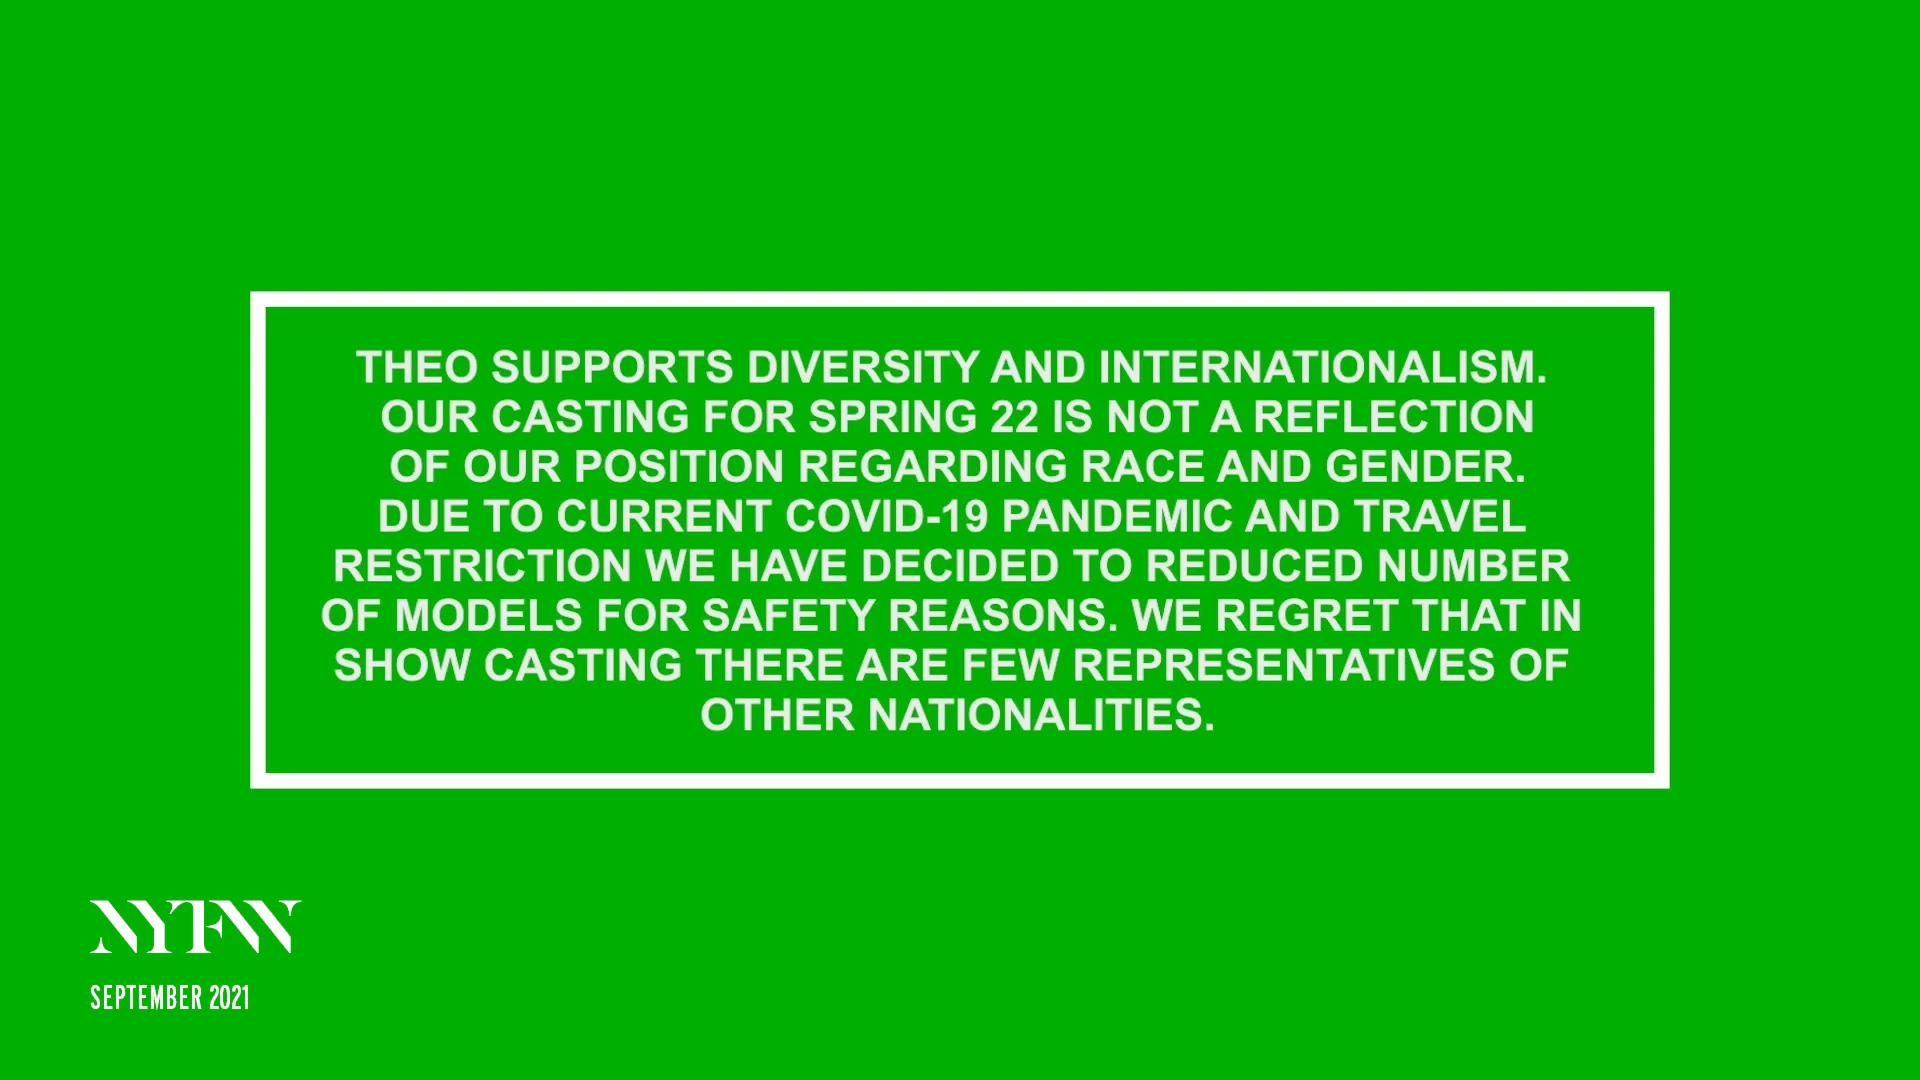 THEO SUPPORTS DIVERSITY AND INTERNATIONALISM.
OUR CASTING FOR SPRING 22 IS NOT A REFLECTION
OF OUR POSITION REGARDING RACE AND GENDER.
DUE TO CURRENT COVID-19 PANDEMIC AND TRAVEL
RESTRICTION WE HAVE DECIDED TO REDUCED NUMBER
OF MODELS FOR SAFETY REASONS. WE REGRET THAT IN
SHOW CASTING THERE ARE FEW REPRESENTATIVES OF
OTHER NATIONALITIES.
NYFW
SEPTEMBER 2021